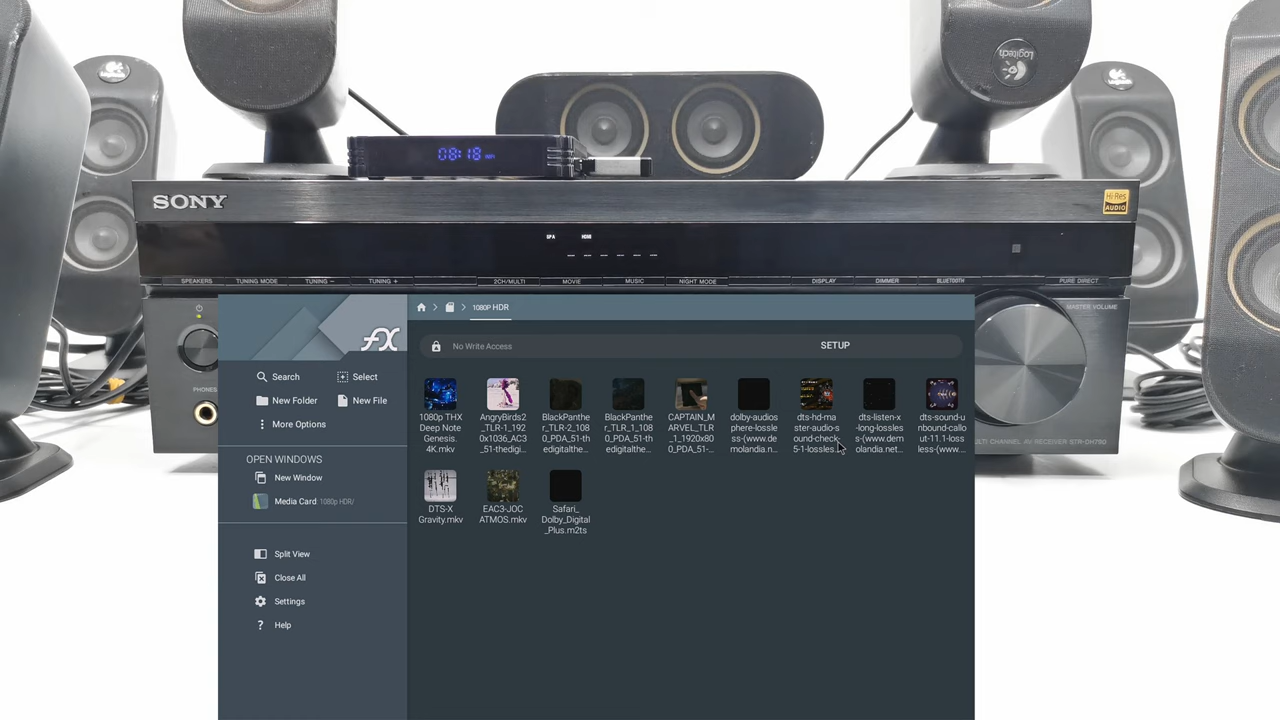 Logitech
Logitech
Logitech
08:18
SONY
Hi-Res
AUDIO
HDMI
SPEAKERS
TUNING MODE
TUNING –
TUNING +
2CH/MULTI
MOVIE
MUSIC
NIGHT MODE
DISPLAY
DIMMER
BLUETOOTH
PURE DIRECT
MASTER VOLUME
PHONES
MULTI CHANNEL AV RECEIVER STR-DH790
fx
1080P HDR
No Write Access
SETUP
Search
Select
New Folder
New File
More Options
OPEN WINDOWS
New Window
Media Card 1080p HDR/
Split View
Close All
Settings
Help
1080p THX
Deep Note
Genesis.
4K.mkv
AngryBirds2
_TLR-1_192
0x1036_AC3
_51-thedigi...
BlackPanthe
r_TLR-2_108
0_PDA_51-th
edigitalthe...
BlackPanthe
r_TLR_1_108
0_PDA_51-th
edigitalthe...
CAPTAIN_M
ARVEL_TLR
_1_1920x80
0_PDA_51-...
dolby-audios
phere-lossle
ss-(www.de
molandia.n...
dts-hd-ma
ster-audio-s
ound-check-
5-1-lossles...
dts-listen-x
-long-lossles
s-(www.dem
olandia.net...
dts-sound-u
nbound-callo
ut-11.1-loss
less-(www....
DTS-X
Gravity.mkv
EAC3-JOC
ATMOS.mkv
Safari_
Dolby_Digital
_Plus.m2ts